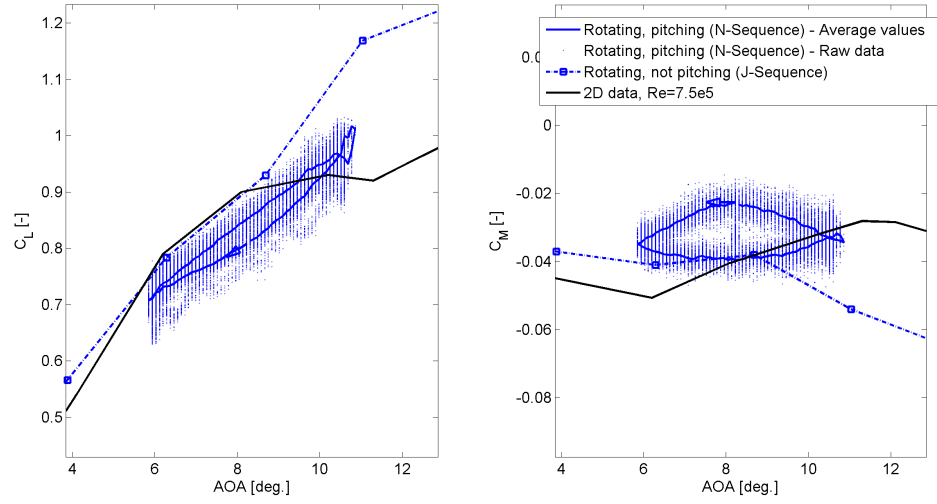 1.2
1.1
1
0.9
0.8
0.7
0.6
0.5
C_L [-]
4 6 8 10 12
AOA [deg.]
Rotating, pitching (N-Sequence) - Average values
Rotating, pitching (N-Sequence) - Raw data
Rotating, not pitching (J-Sequence)
2D data, Re=7.5e5
0.0
0
-0.02
-0.04
-0.06
-0.08
C_M [-]
4 6 8 10 12
AOA [deg.]